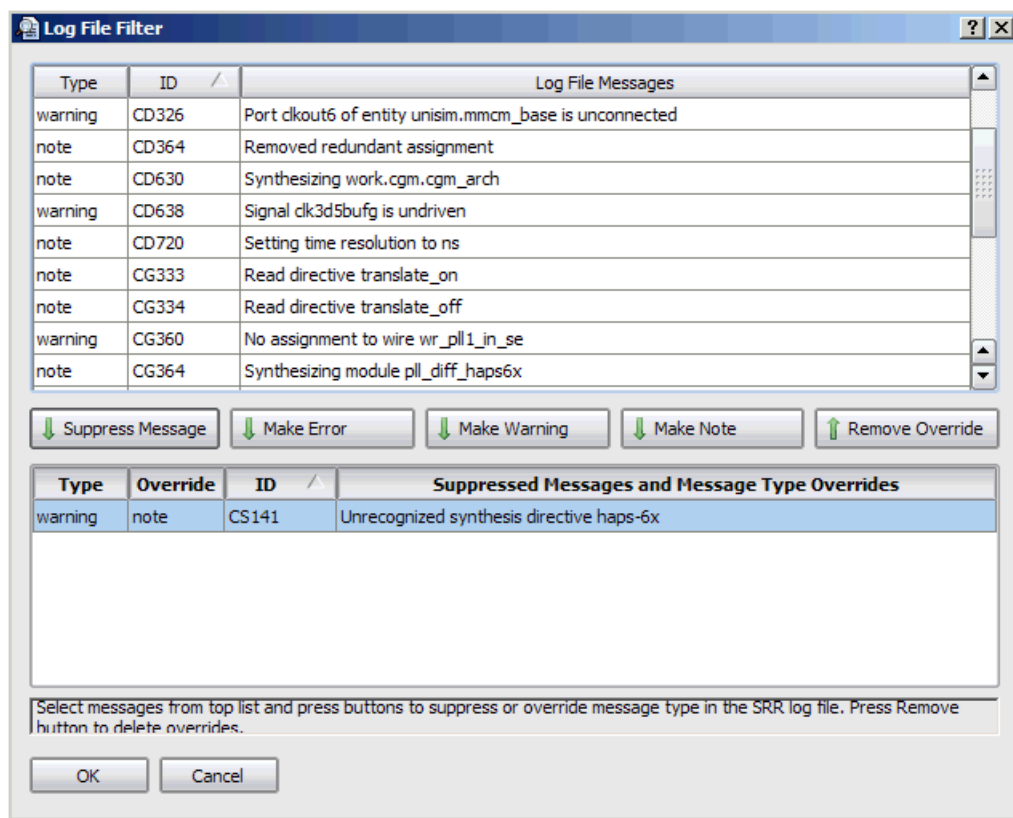 Log File Filter
Type ID Log File Messages
warning CD326 Port clkout6 of entity unisim.mmcm_base is unconnected
note CD364 Removed redundant assignment
note CD630 Synthesizing work.cgm.cgm_arch
warning CD638 Signal clk3d5bufg is undriven
note CD720 Setting time resolution to ns
note CG333 Read directive translate_on
note CG334 Read directive translate_off
warning CG360 No assignment to wire wr_pll1_in_se
note CG364 Synthesizing module pll_diff_haps6x
Suppress Message Make Error Make Warning Make Note Remove Override
Type Override ID Suppressed Messages and Message Type Overrides
warning note CS141 Unrecognized synthesis directive haps-6x
Select messages from top list and press buttons to suppress or override message type in the SRR log file. Press Remove
button to delete overrides.
OK Cancel